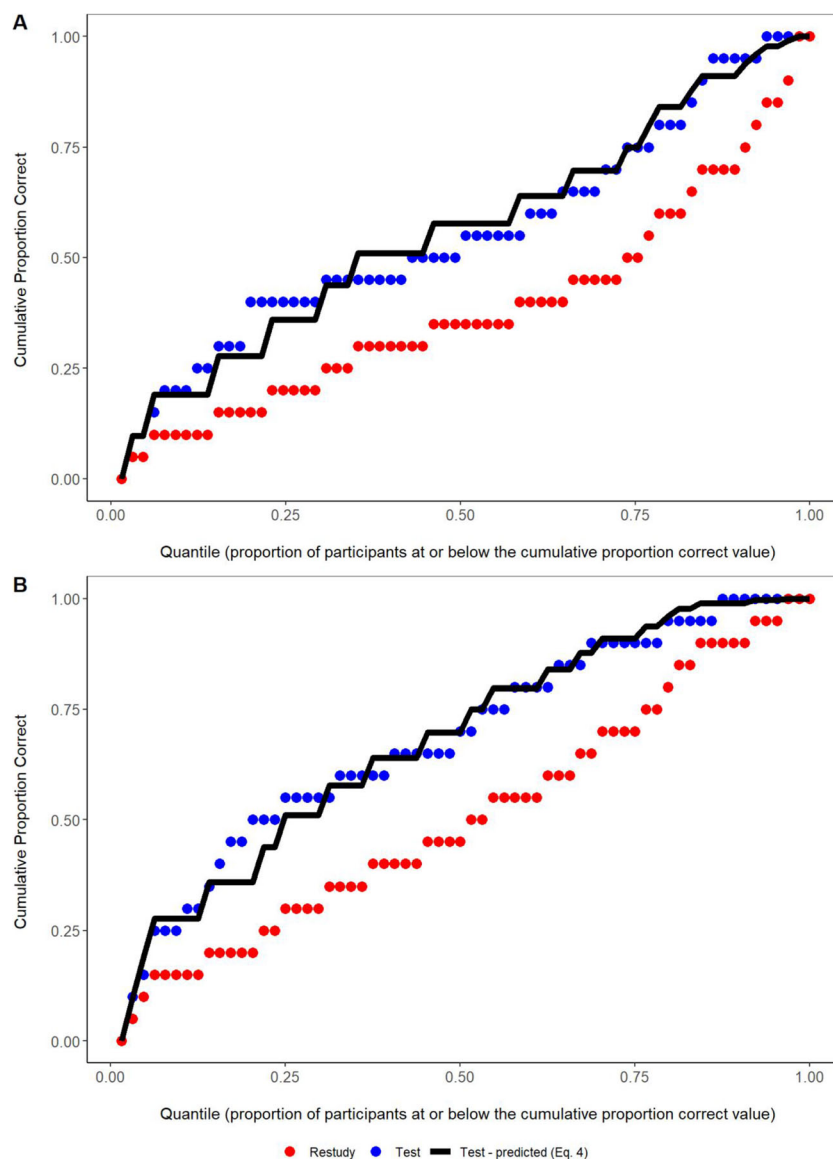 A
1.00
0.75
0.50
0.25
0.00
Cumulative Proportion Correct
0.00 0.25 0.50 0.75 1.00
Quantile (proportion of participants at or below the cumulative proportion correct value)
B
1.00
0.75
0.50
0.25
0.00
Cumulative Proportion Correct
0.00 0.25 0.50 0.75 1.00
Quantile (proportion of participants at or below the cumulative proportion correct value)
Restudy Test Test - predicted (Eq. 4)